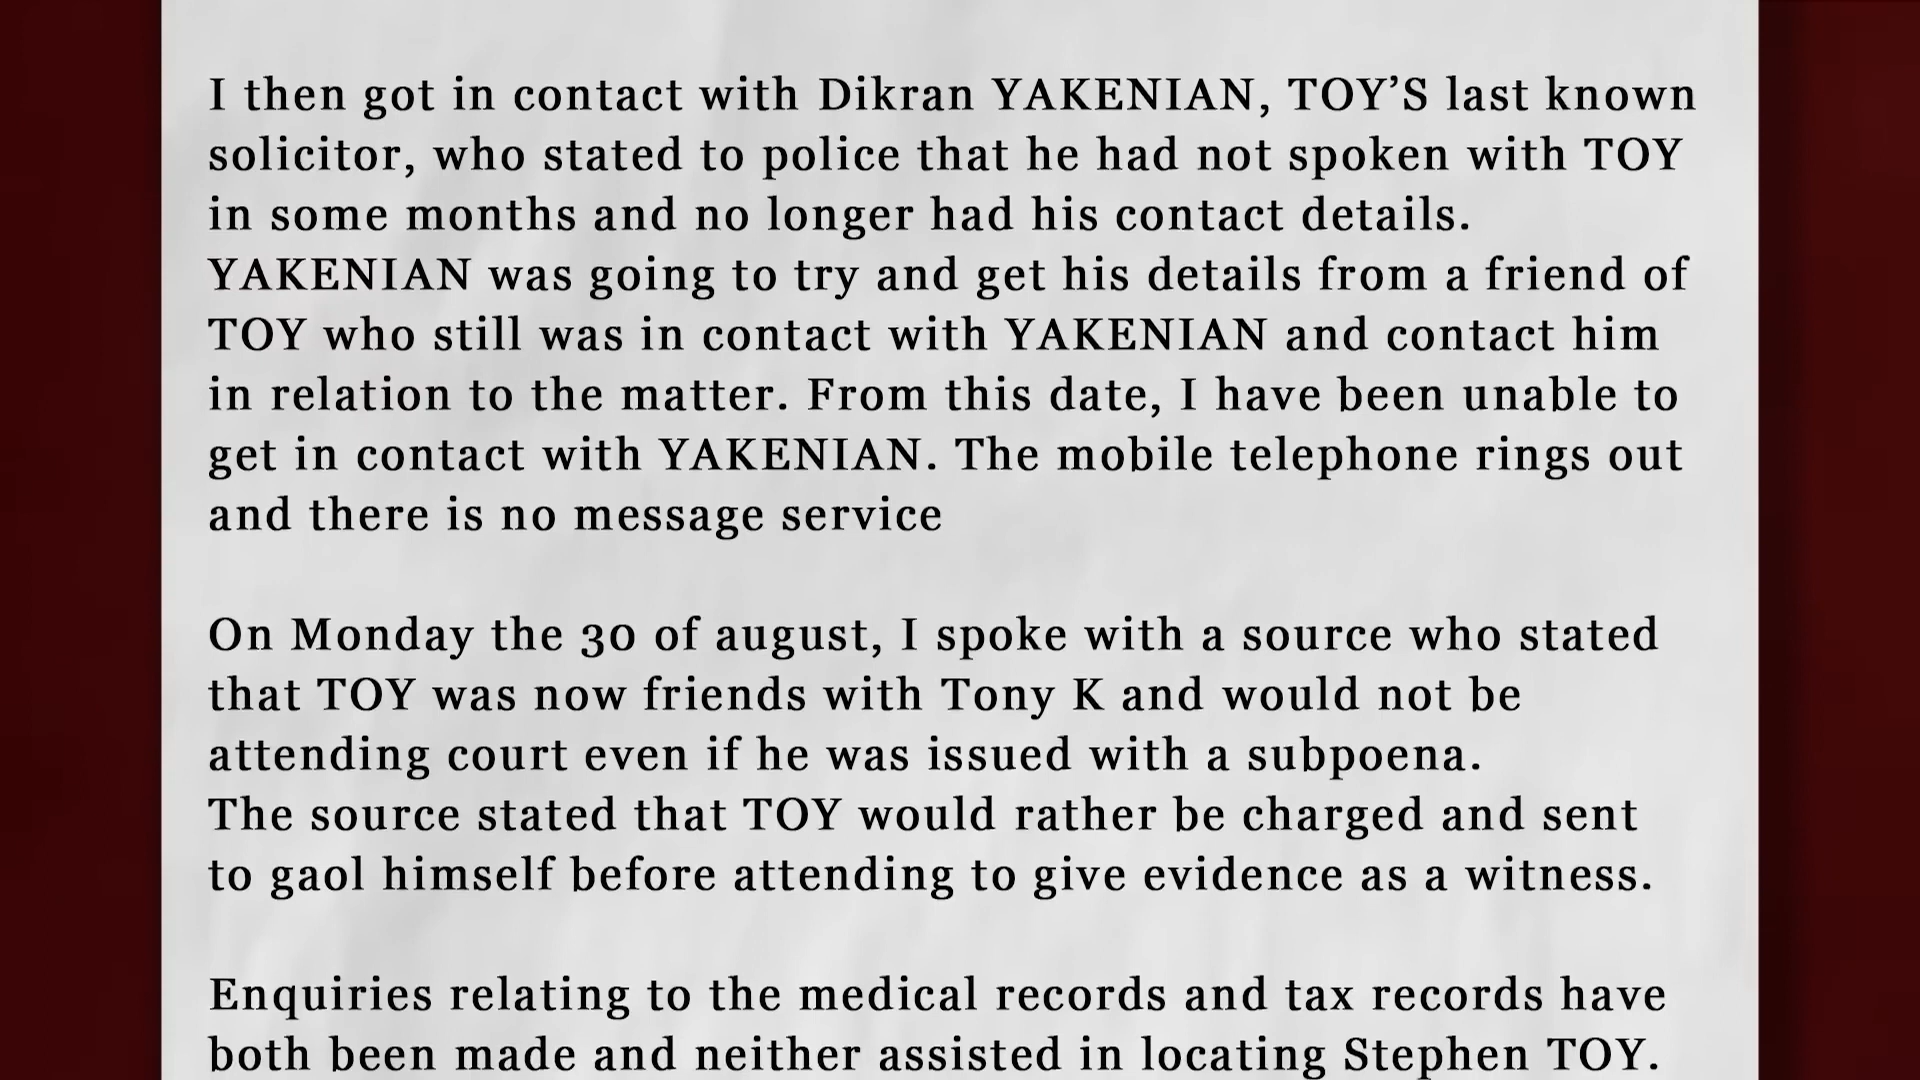 I then got in contact with Dikran YAKENIAN, TOY’S last known
solicitor, who stated to police that he had not spoken with TOY
in some months and no longer had his contact details.
YAKENIAN was going to try and get his details from a friend of
TOY who still was in contact with YAKENIAN and contact him
in relation to the matter. From this date, I have been unable to
get in contact with YAKENIAN. The mobile telephone rings out
and there is no message service
On Monday the 30 of august, I spoke with a source who stated
that TOY was now friends with Tony K and would not be
attending court even if he was issued with a subpoena.
The source stated that TOY would rather be charged and sent
to gaol himself before attending to give evidence as a witness.
Enquiries relating to the medical records and tax records have
both been made and neither assisted in locating Stephen TOY.